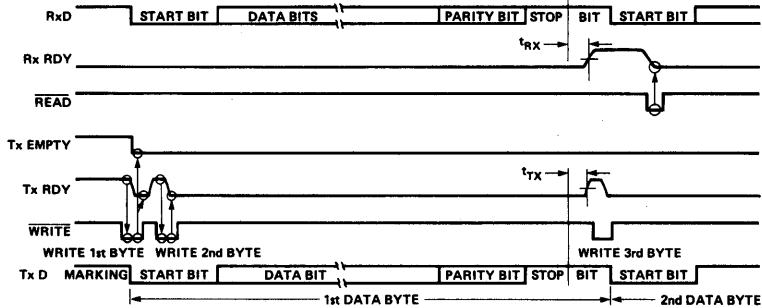 RxD START BIT DATA BITS PARITY BIT STOP BIT START BIT
tRX
Rx RDY
READ
Tx EMPTY
tTX
Tx RDY
WRITE
WRITE 1st BYTE WRITE 2nd BYTE WRITE 3rd BYTE
Tx D MARKING START BIT DATA BIT PARITY BIT STOP BIT START BIT
1st DATA BYTE 2nd DATA BYTE